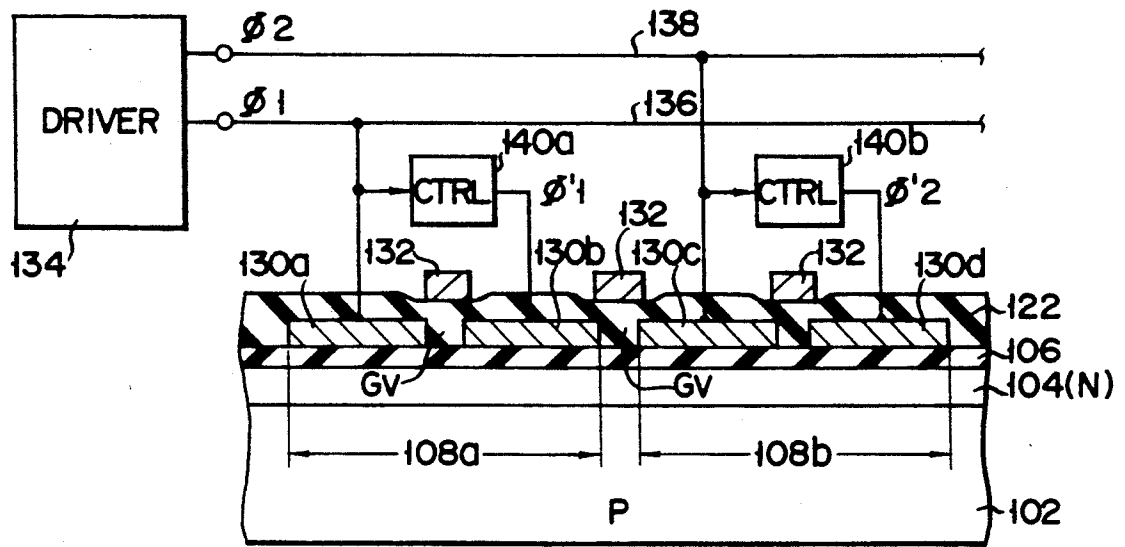 ø2
138
DRIVER
ø1
136
140a
140b
CTRL
ø'1
CTRL
ø'2
134
132
132
132
130a
130b
130c
130d
122
106
GV
GV
104(N)
108a
108b
P
102